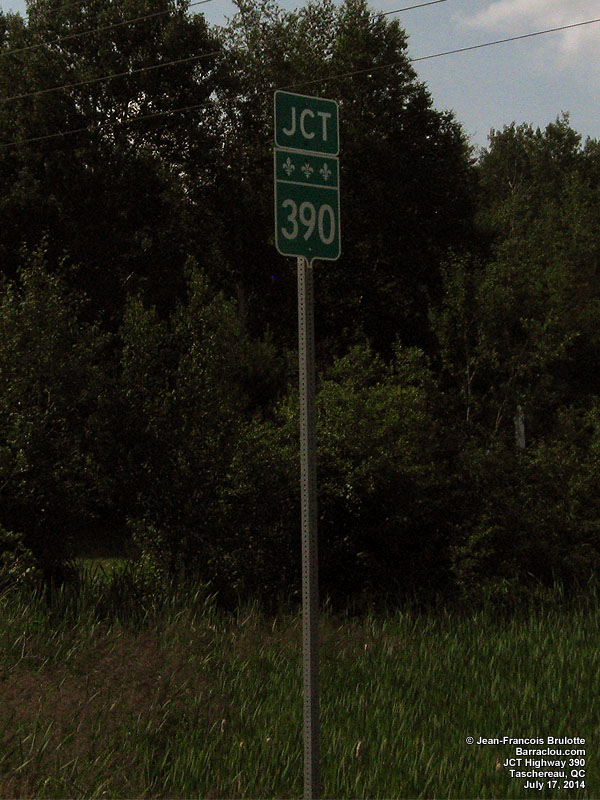 JCT
390
© Jean-Francois Brulotte
Barraclou.com
JCT Highway 390
Taschereau, QC
July 17, 2014